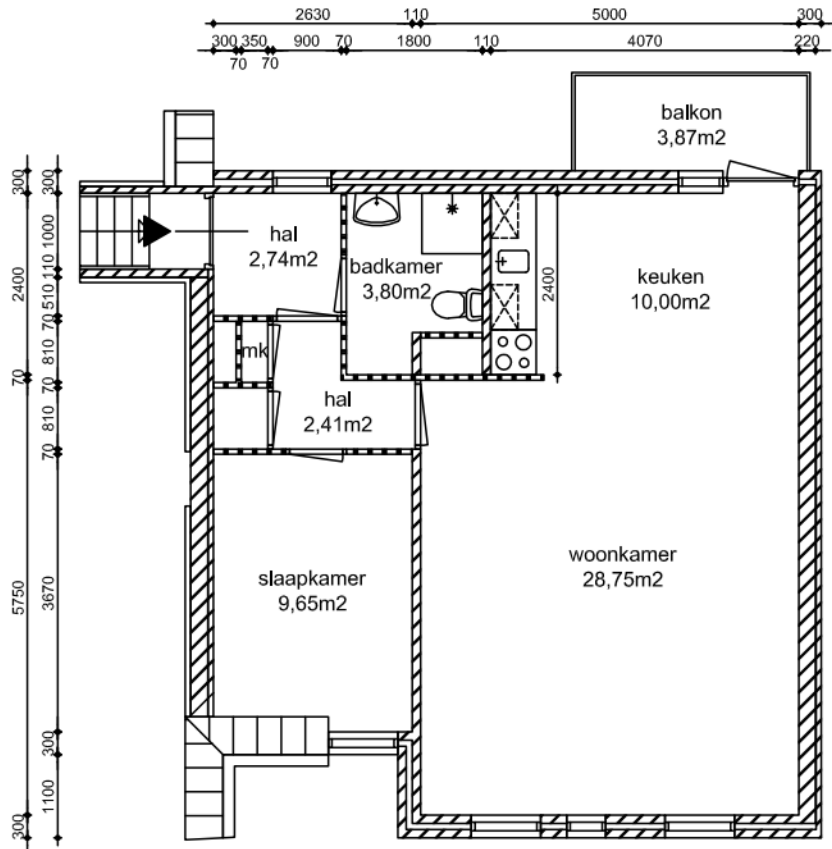 2630 110 5000 300
300 350 900 70 1800 110 4070 220
70 70
balkon
3,87m2
300 300
1000
hal
2,74m2
badkamer
3,80m2
keuken
10,00m2
2400
2400
110
510
70
mk
810
70 70
hal
2,41m2
810
70
woonkamer
28,75m2
slaapkamer
9,65m2
5750 3670
300
1100
300